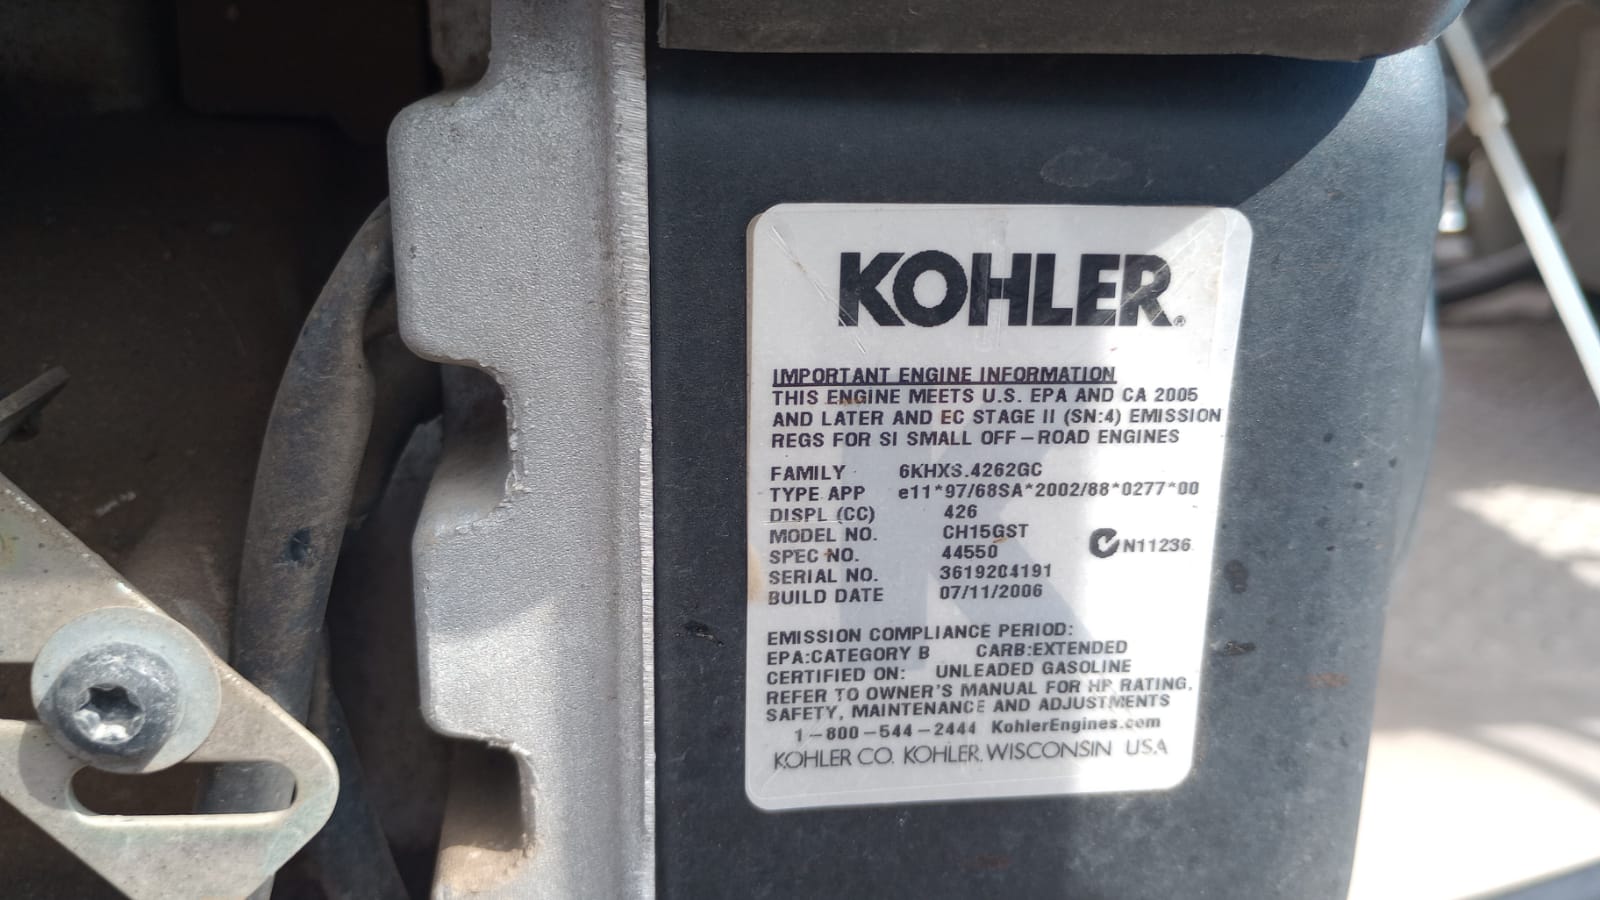 KOHLER®
IMPORTANT ENGINE INFORMATION
THIS ENGINE MEETS U.S. EPA AND CA 2005
AND LATER AND EC STAGE II (SN:4) EMISSION
REGS FOR SI SMALL OFF-ROAD ENGINES
FAMILY 6KHXS.4262GC
TYPE APP e11*97/68SA*2002/88*0277*00
DISPL (CC) 426
MODEL NO. CH15GST
SPEC NO. 44550 N11236
SERIAL NO. 3619204191
BUILD DATE 07/11/2006
EMISSION COMPLIANCE PERIOD:
EPA:CATEGORY B CARB:EXTENDED
CERTIFIED ON: UNLEADED GASOLINE
REFER TO OWNER'S MANUAL FOR HP RATING,
SAFETY, MAINTENANCE AND ADJUSTMENTS
1-800-544-2444 KohlerEngines.com
KOHLER CO. KOHLER, WISCONSIN USA